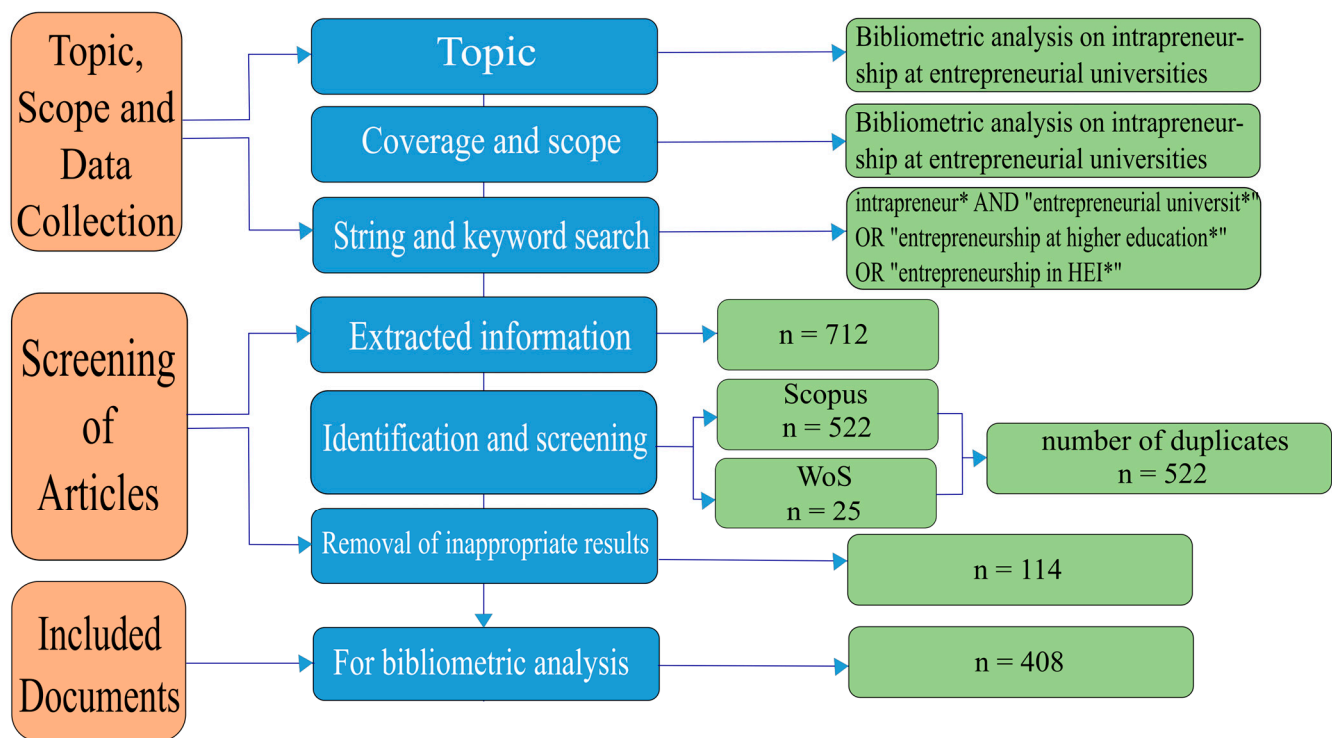 Topic,
Scope and
Data
Collection
Topic
Bibliometric analysis on intrapreneur-
ship at entrepreneurial universities
Coverage and scope
Bibliometric analysis on intrapreneur-
ship at entrepreneurial universities
String and keyword search
intrapreneur* AND "entrepreneurial universit*"
OR "entrepreneurship at higher education*"
OR "entrepreneurship in HEI*"
Screening
of
Articles
Extracted information
n = 712
Identification and screening
Scopus
n = 522
WoS
n = 25
number of duplicates
n = 522
Removal of inappropriate results
n = 114
Included
Documents
For bibliometric analysis
n = 408